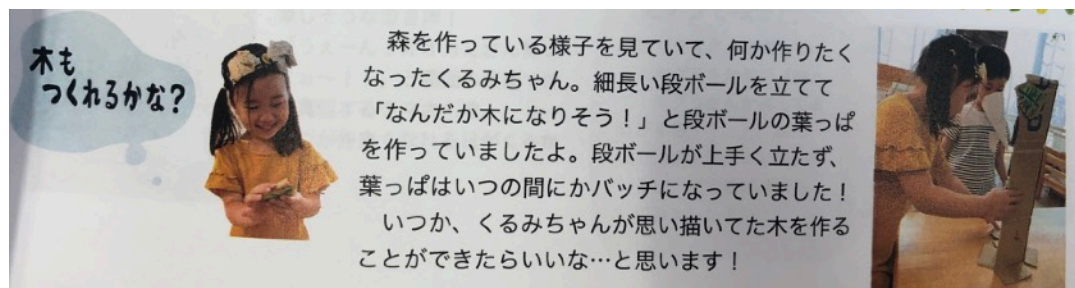 木も
つくれるかな？
森を作っている様子を見ていて、何か作りたく
なったくるみちゃん。細長い段ボールを立てて
「なんだか木になりそう！」と段ボールの葉っぱ
を作っていましたよ。段ボールが上手く立たず、
葉っぱはいつの間にかバッチになっていました！
いつか、くるみちゃんが思い描いてた木を作る
ことができたらいいな…と思います！